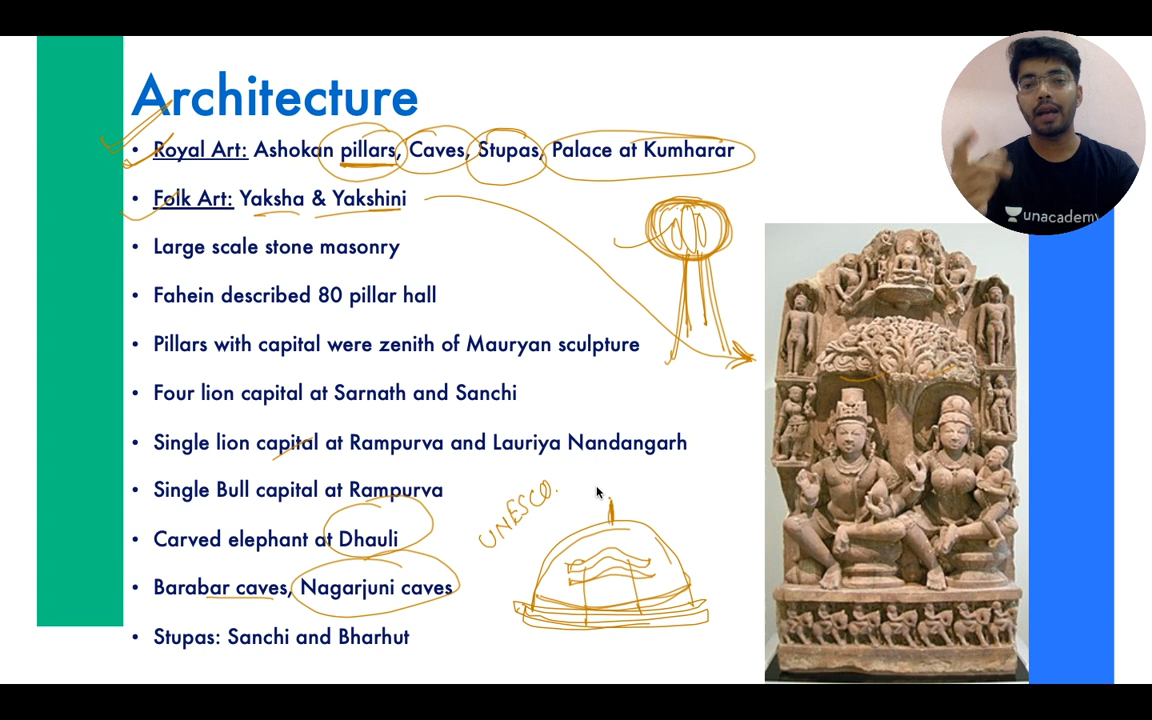 Architecture
• Royal Art: Ashokan pillars, Caves, Stupas, Palace at Kumharar
• Folk Art: Yaksha & Yakshini
• Large scale stone masonry
• Fahein described 80 pillar hall
• Pillars with capital were zenith of Mauryan sculpture
• Four lion capital at Sarnath and Sanchi
• Single lion capital at Rampurva and Lauriya Nandangarh
• Single Bull capital at Rampurva
• Carved elephant at Dhauli
• Barabar caves, Nagarjuni caves
• Stupas: Sanchi and Bharhut
UNESCO.
unacademy